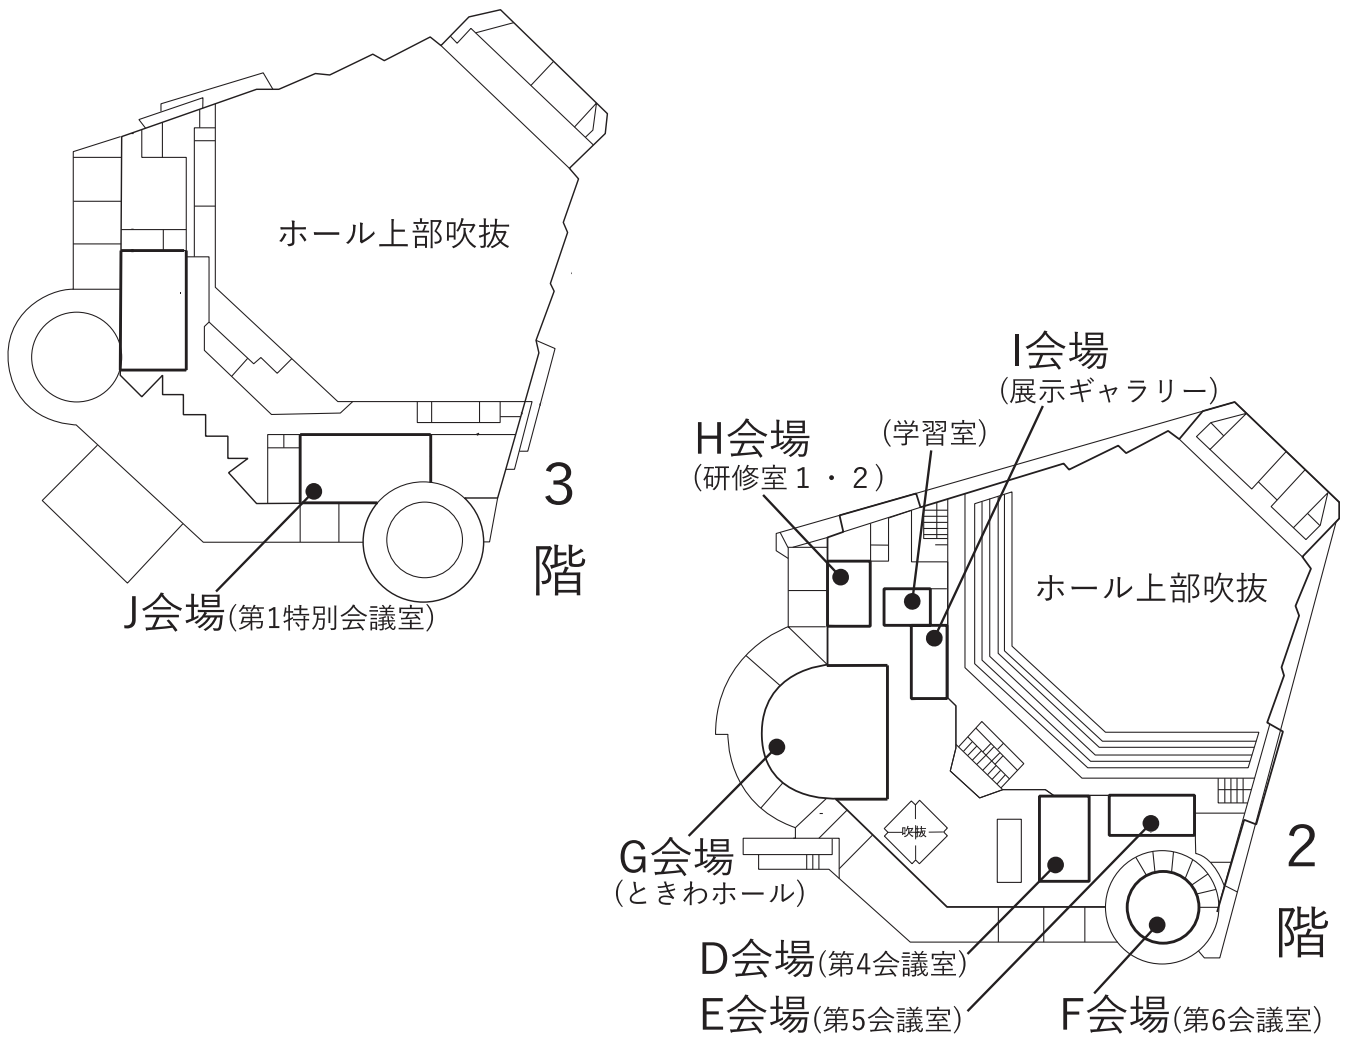 ホール上部吹抜
3
階
J会場(第1特別会議室)
I会場
(展示ギャラリー)
(学習室)
H会場
(研修室1・2)
ホール上部吹抜
吹抜
G会場
(ときわホール)
D会場(第4会議室)
E会場(第5会議室)
F会場(第6会議室)
2
階